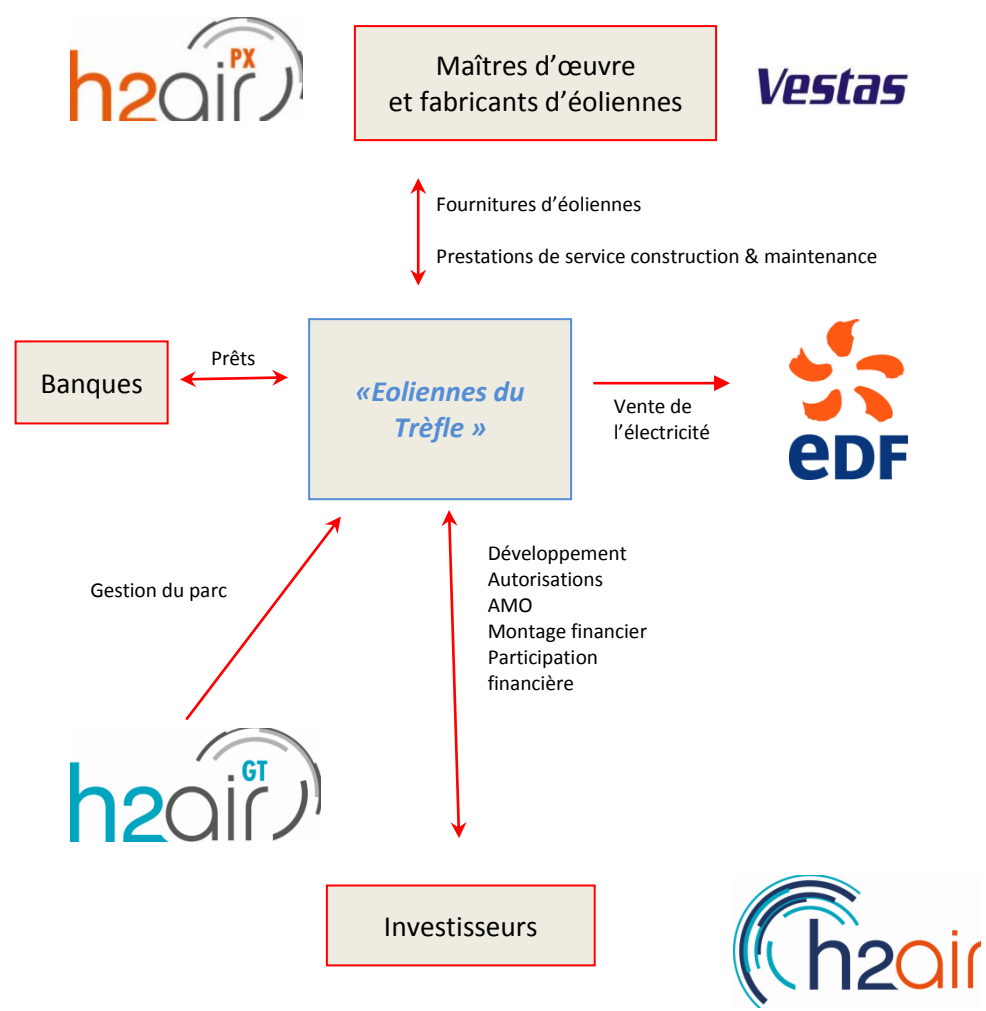 h2air PX
Maîtres d’œuvre
et fabricants d’éoliennes
Vestas
Fournitures d’éoliennes
Prestations de service construction & maintenance
Banques
Prêts
«Eoliennes du
Trèfle »
Vente de
l’électricité
eDF
Gestion du parc
Développement
Autorisations
AMO
Montage financier
Participation
financière
h2air GT
Investisseurs
h2air